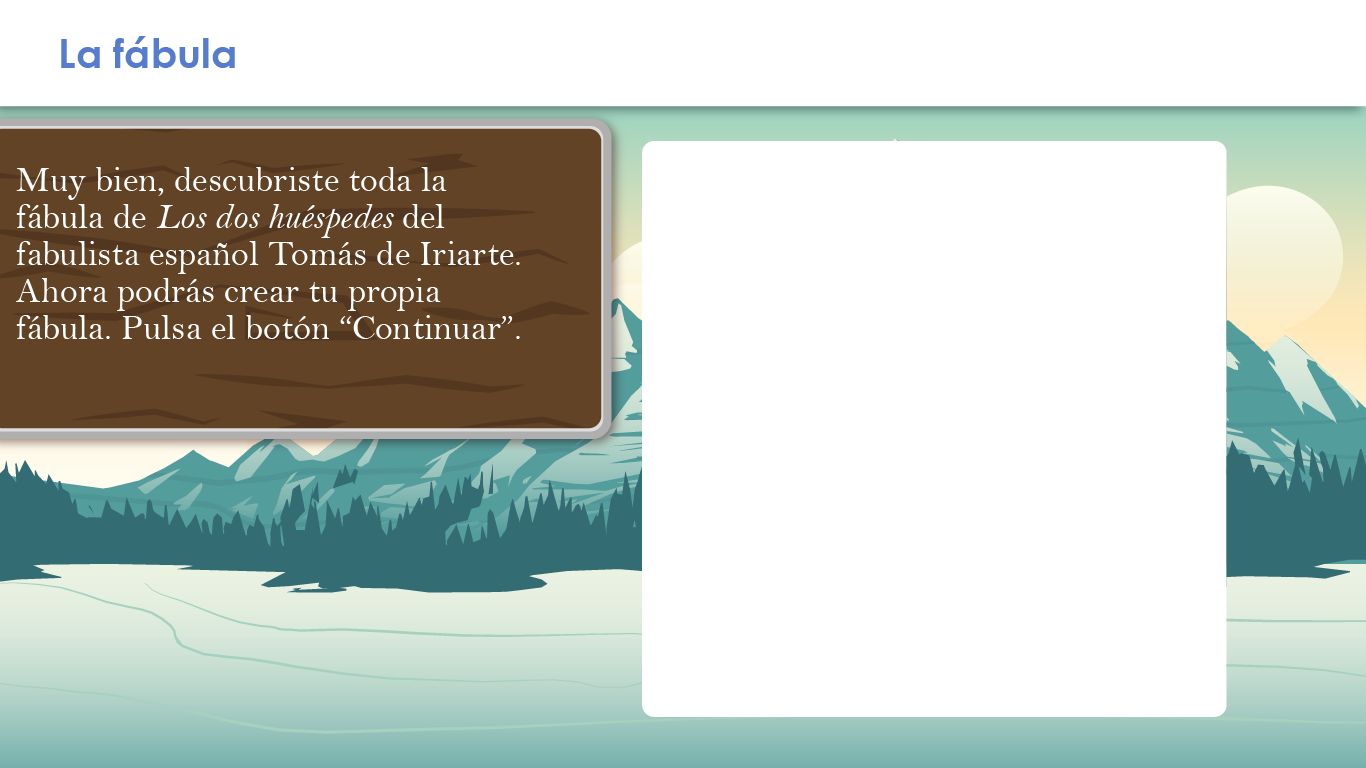 La fábula
Muy bien, descubriste toda la
fábula de Los dos huéspedes del
fabulista español Tomás de Iriarte.
Ahora podrás crear tu propia
fábula. Pulsa el botón “Continuar”.